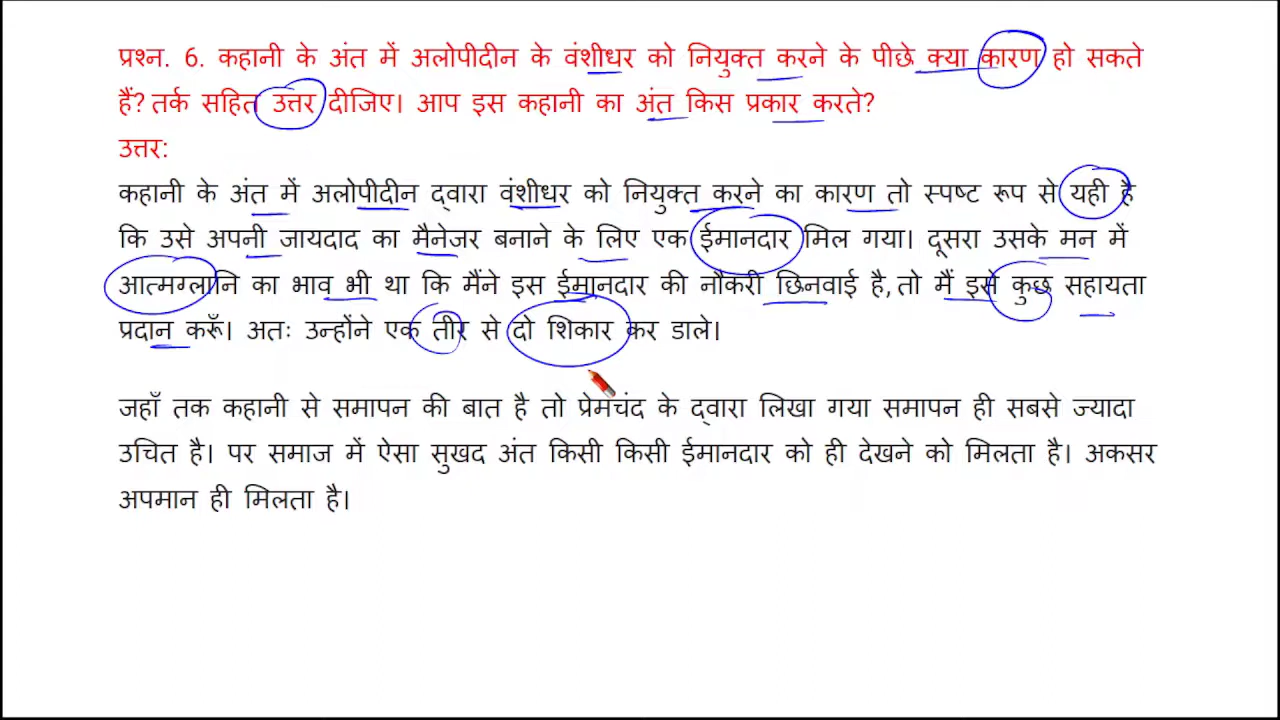 प्रश्न. 6. कहानी के अंत में अलोपीदीन के वंशीधर को नियुक्त करने के पीछे क्या कारण हो सकते
हैं? तर्क सहित उत्तर दीजिए। आप इस कहानी का अंत किस प्रकार करते?
उत्तर:
कहानी के अंत में अलोपीदीन द्वारा वंशीधर को नियुक्त करने का कारण तो स्पष्ट रूप से यही है
कि उसे अपनी जायदाद का मैनेजर बनाने के लिए एक ईमानदार मिल गया। दूसरा उसके मन में
आत्मग्लानि का भाव भी था कि मैंने इस ईमानदार की नौकरी छिनवाई है, तो मैं इसे कुछ सहायता
प्रदान करूँ। अतः उन्होंने एक तीर से दो शिकार कर डाले।
जहाँ तक कहानी से समापन की बात है तो प्रेमचंद के द्वारा लिखा गया समापन ही सबसे ज्यादा
उचित है। पर समाज में ऐसा सुखद अंत किसी किसी ईमानदार को ही देखने को मिलता है। अकसर
अपमान ही मिलता है।